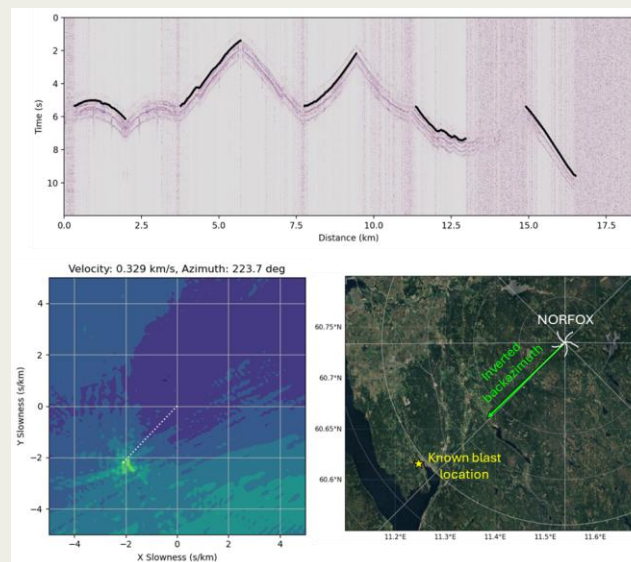 0
2
4
6
8
10
Time (s)
0.0 2.5 5.0 7.5 10.0 12.5 15.0 17.5
Distance (km)
Velocity: 0.329 km/s, Azimuth: 223.7 deg
4
2
0
−2
−4
Y Slowness (s/km)
−4 −2 0 2 4
X Slowness (s/km)
NORFOX
60.75°N
60.7°N
60.65°N
60.6°N
Inverted
backazimuth
Known blast
location
11.2°E 11.3°E 11.4°E 11.5°E 11.6°E